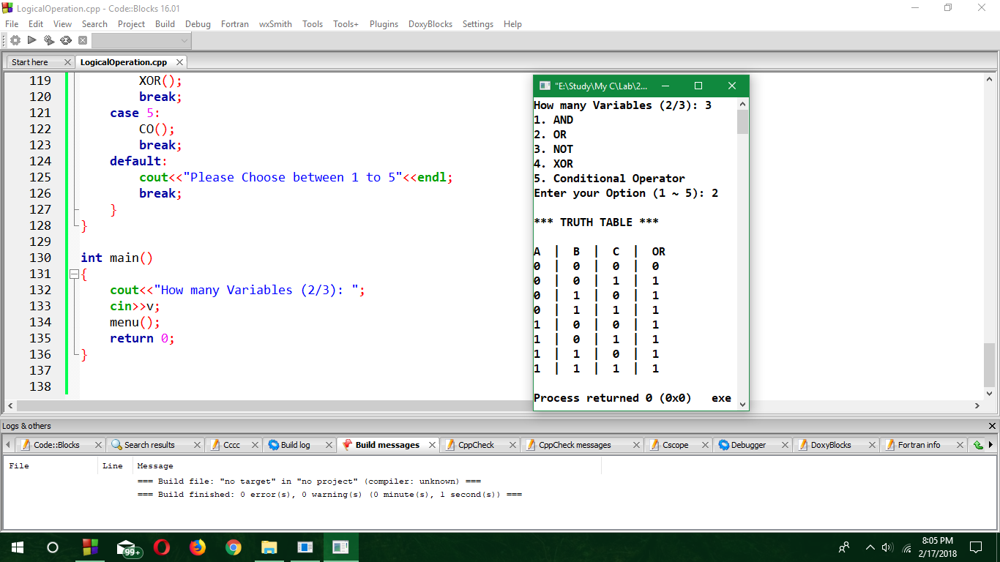 LogicalOperation.cpp - Code::Blocks 16.01
File Edit View Search Project Build Debug Fortran wxSmith Tools Tools+ Plugins DoxyBlocks Settings Help
Start here LogicalOperation.cpp
119 XOR();
120 break;
121 case 5:
122 CO();
123 break;
124 default:
125 cout<<"Please Choose between 1 to 5"<<endl;
126 break;
127 }
128 }
129
130 int main()
131 {
132 cout<<"How many Variables (2/3): ";
133 cin>>v;
134 menu();
135 return 0;
136 }
137
138
"E:\Study\My C\Lab\2...
How many Variables (2/3): 3
1. AND
2. OR
3. NOT
4. XOR
5. Conditional Operator
Enter your Option (1 ~ 5): 2
*** TRUTH TABLE ***
A | B | C | OR
0 | 0 | 0 | 0
0 | 0 | 1 | 1
0 | 1 | 0 | 1
0 | 1 | 1 | 1
1 | 0 | 0 | 1
1 | 0 | 1 | 1
1 | 1 | 0 | 1
1 | 1 | 1 | 1
Process returned 0 (0x0) exe
Logs & others
Code::Blocks Search results Cccc Build log Build messages CppCheck CppCheck messages Cscope Debugger DoxyBlocks Fortran info
File Line Message
=== Build file: "no target" in "no project" (compiler: unknown) ===
=== Build finished: 0 error(s), 0 warning(s) (0 minute(s), 1 second(s)) ===
99+
8:05 PM
2/17/2018